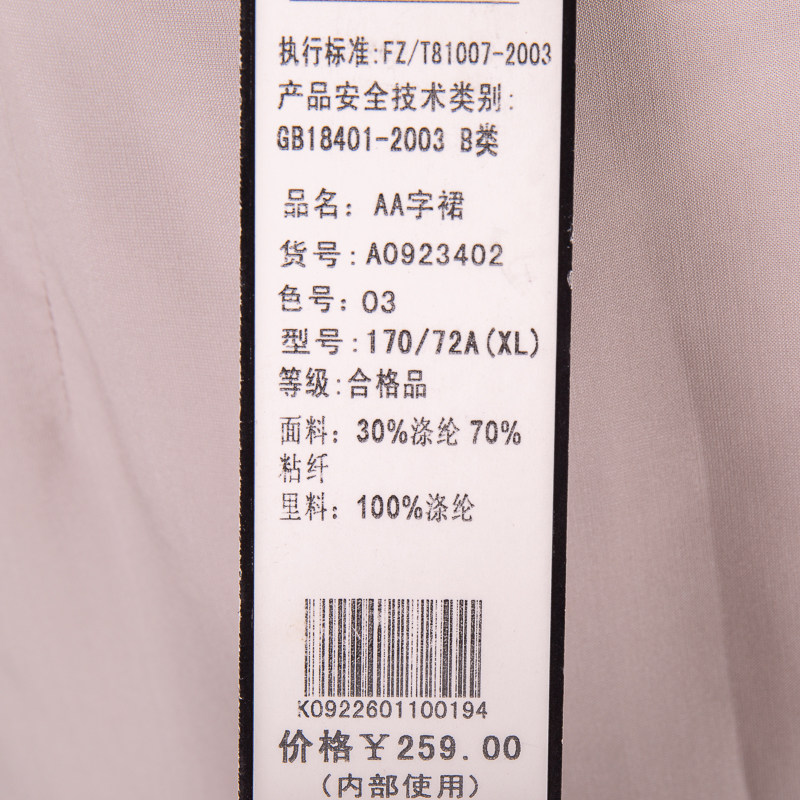 执行标准:FZ/T81007-2003
产品安全技术类别:
GB18401-2003 B类
品名: AA字裙
货号:A0923402
色号:03
型号:170/72A(XL)
等级:合格品
面料: 30%涤纶 70%
粘纤
里料: 100%涤纶
K0922601100194
价格￥259.00
(内部使用)